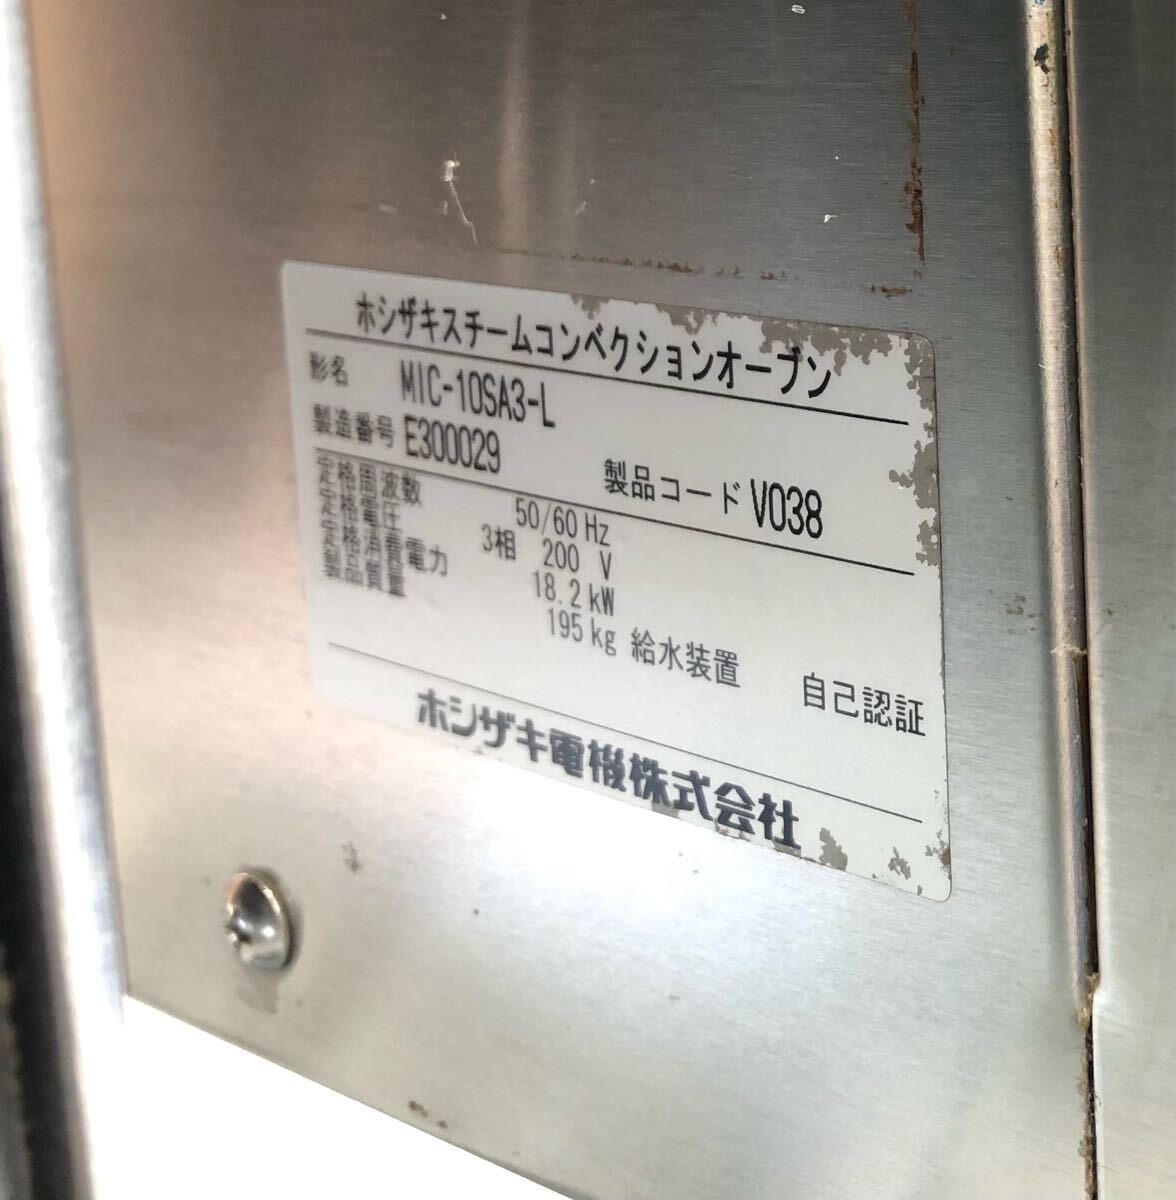 ホシザキスチームコンベクションオーブン
形名 MIC-10SA3-L
製造番号 E300029 製品コード V038
定格周波数 50/60 Hz
定格電圧 3相 200 V
定格消費電力 18.2 kW
製品質量 195 kg 給水装置 自己認証
ホシザキ電機株式会社